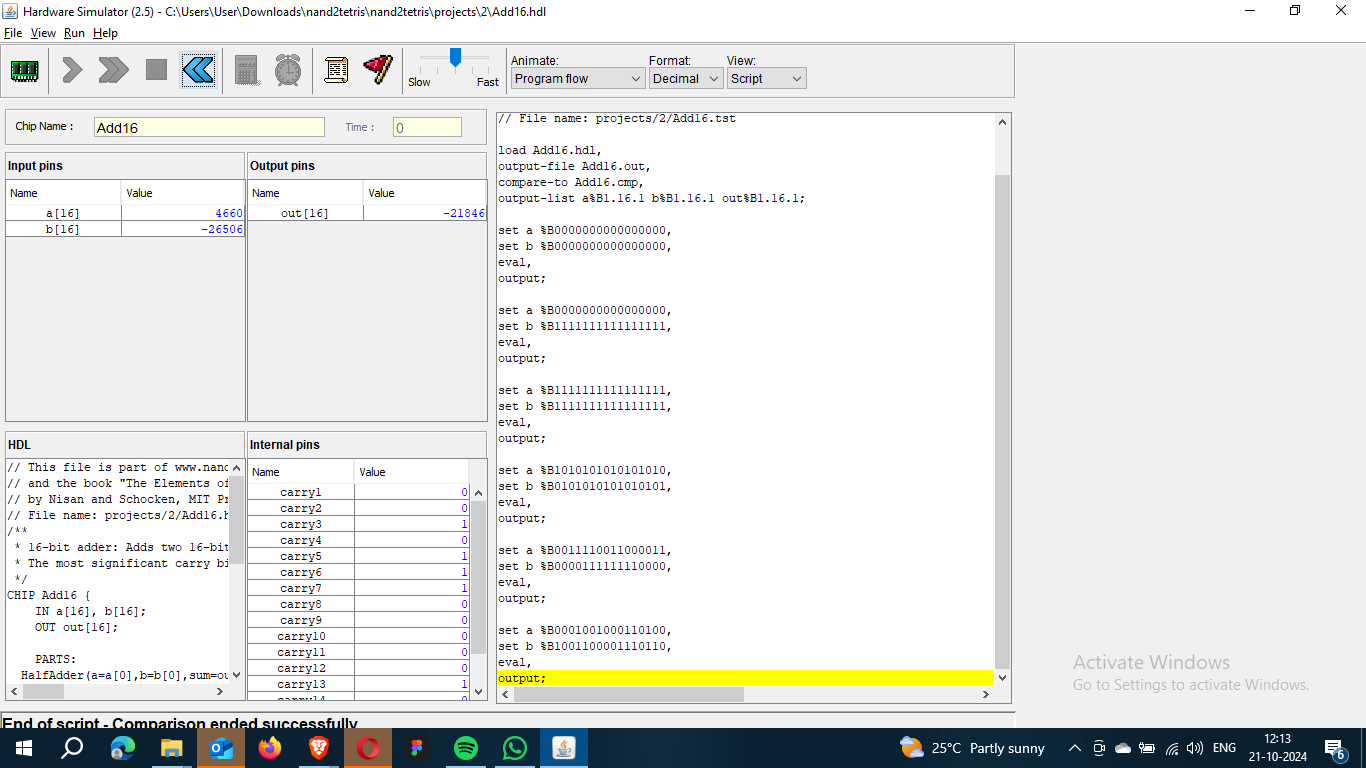 Hardware Simulator (2.5) - C:\Users\User\Downloads\nand2tetris\nand2tetris\projects\2\Add16.hdl
File View Run Help
Slow Fast
Animate: Format: View:
Program flow Decimal Script
Chip Name : Add16 Time : 0
Input pins
Name Value
a[16] 4660
b[16] -26506
Output pins
Name Value
out[16] -21846
HDL
// This file is part of www.nand
// and the book "The Elements of
// by Nisan and Schocken, MIT Pr
// File name: projects/2/Add16.h
/**
* 16-bit adder: Adds two 16-bit
* The most significant carry bi
*/
CHIP Add16 {
IN a[16], b[16];
OUT out[16];
PARTS:
HalfAdder(a=a[0],b=b[0],sum=ou
Internal pins
Name Value
carry1 0
carry2 0
carry3 1
carry4 0
carry5 1
carry6 1
carry7 1
carry8 0
carry9 0
carry10 0
carry11 0
carry12 0
carry13 1
carry14 0
// File name: projects/2/Add16.tst
load Add16.hdl,
output-file Add16.out,
compare-to Add16.cmp,
output-list a%B1.16.1 b%B1.16.1 out%B1.16.1;
set a %B0000000000000000,
set b %B0000000000000000,
eval,
output;
set a %B0000000000000000,
set b %B1111111111111111,
eval,
output;
set a %B1111111111111111,
set b %B1111111111111111,
eval,
output;
set a %B1010101010101010,
set b %B0101010101010101,
eval,
output;
set a %B0011110011000011,
set b %B0000111111110000,
eval,
output;
set a %B0001001000110100,
set b %B1001100001110110,
eval,
output;
End of script - Comparison ended successfully
Activate Windows
Go to Settings to activate Windows.
25°C Partly sunny
ENG
12:13
21-10-2024
6